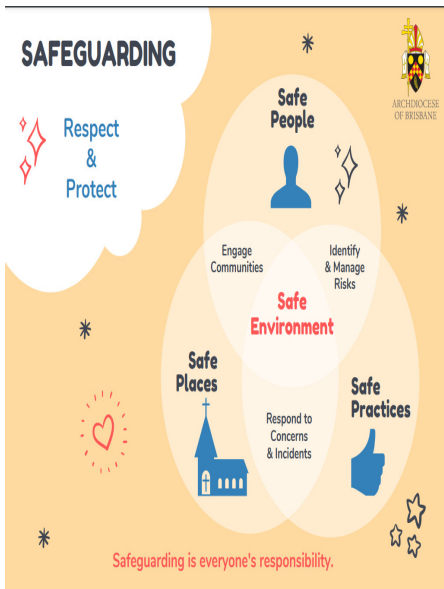 SAFEGUARDING
ARCHDIOCESE
OF BRISBANE
Respect
&
Protect
Safe
People
Engage
Communities
Identify
& Manage
Risks
Safe
Environment
Safe
Places
Safe
Practices
Respond to
Concerns
& Incidents
Safeguarding is everyone's responsibility.